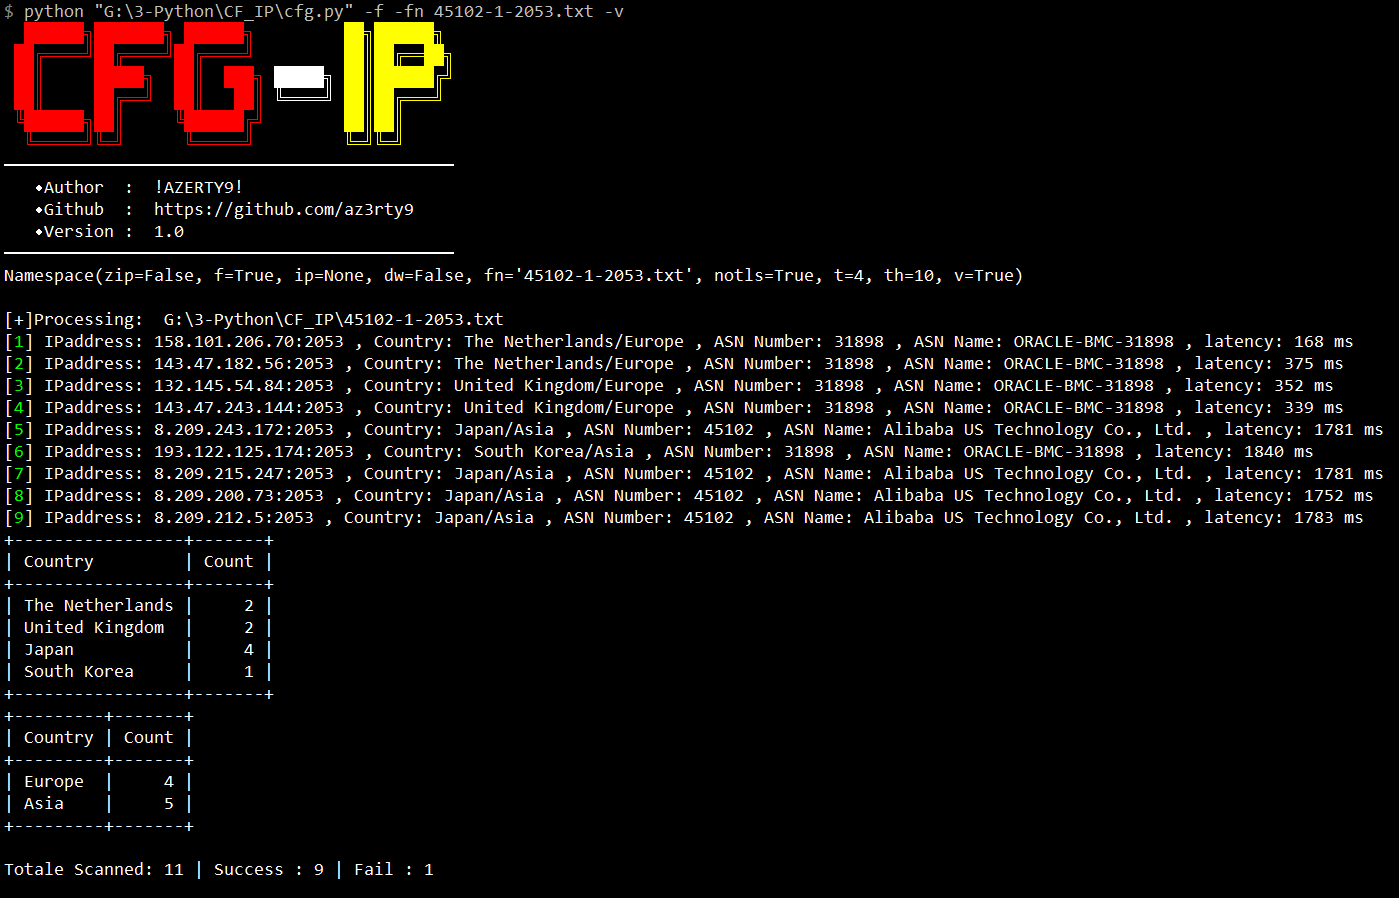 $ python "G:\3-Python\CF_IP\cfg.py" -f -fn 45102-1-2053.txt -v
CFG-IP
◆Author : !AZERTY9!
◆Github : https://github.com/az3rty9
◆Version : 1.0
Namespace(zip=False, f=True, ip=None, dw=False, fn='45102-1-2053.txt', notls=True, t=4, th=10, v=True)
[+]Processing: G:\3-Python\CF_IP\45102-1-2053.txt
[1] IPaddress: 158.101.206.70:2053 , Country: The Netherlands/Europe , ASN Number: 31898 , ASN Name: ORACLE-BMC-31898 , latency: 168 ms
[2] IPaddress: 143.47.182.56:2053 , Country: The Netherlands/Europe , ASN Number: 31898 , ASN Name: ORACLE-BMC-31898 , latency: 375 ms
[3] IPaddress: 132.145.54.84:2053 , Country: United Kingdom/Europe , ASN Number: 31898 , ASN Name: ORACLE-BMC-31898 , latency: 352 ms
[4] IPaddress: 143.47.243.144:2053 , Country: United Kingdom/Europe , ASN Number: 31898 , ASN Name: ORACLE-BMC-31898 , latency: 339 ms
[5] IPaddress: 8.209.243.172:2053 , Country: Japan/Asia , ASN Number: 45102 , ASN Name: Alibaba US Technology Co., Ltd. , latency: 1781 ms
[6] IPaddress: 193.122.125.174:2053 , Country: South Korea/Asia , ASN Number: 31898 , ASN Name: ORACLE-BMC-31898 , latency: 1840 ms
[7] IPaddress: 8.209.215.247:2053 , Country: Japan/Asia , ASN Number: 45102 , ASN Name: Alibaba US Technology Co., Ltd. , latency: 1781 ms
[8] IPaddress: 8.209.200.73:2053 , Country: Japan/Asia , ASN Number: 45102 , ASN Name: Alibaba US Technology Co., Ltd. , latency: 1752 ms
[9] IPaddress: 8.209.212.5:2053 , Country: Japan/Asia , ASN Number: 45102 , ASN Name: Alibaba US Technology Co., Ltd. , latency: 1783 ms
+-----------------+-------+
| Country         | Count |
+-----------------+-------+
| The Netherlands |     2 |
| United Kingdom  |     2 |
| Japan           |     4 |
| South Korea     |     1 |
+-----------------+-------+
+---------+-------+
| Country | Count |
+---------+-------+
| Europe  |     4 |
| Asia    |     5 |
+---------+-------+
Totale Scanned: 11 | Success : 9 | Fail : 1